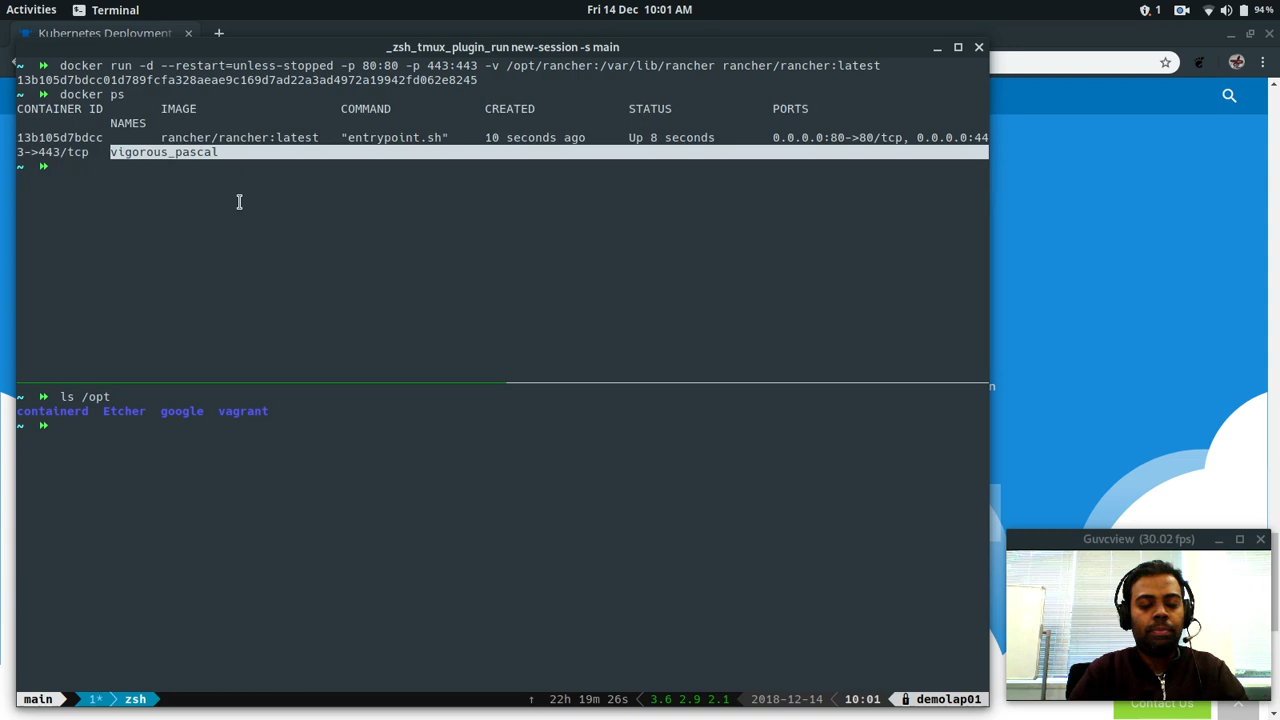 Activities Terminal Fri 14 Dec 10:01 AM 1 94 %
Kubernetes Deployment × +
_zsh_tmux_plugin_run new-session -s main
~ docker run -d --restart=unless-stopped -p 80:80 -p 443:443 -v /opt/rancher:/var/lib/rancher rancher/rancher:latest
13b105d7bdcc01d789fcfa328aeae9c169d7ad22a3ad4972a19942fd062e8245
~ docker ps
CONTAINER ID IMAGE COMMAND CREATED STATUS PORTS
NAMES
13b105d7bdcc rancher/rancher:latest "entrypoint.sh" 10 seconds ago Up 8 seconds 0.0.0.0:80->80/tcp, 0.0.0.0:44
3->443/tcp vigorous_pascal
~
n
~ ls /opt
containerd Etcher google vagrant
~
Guvcview (30.02 fps)
main 1* zsh ↑ 22h 19m 26s 3.6 2.9 2.1 2018-12-14 10:01 demolap01
Contact Us